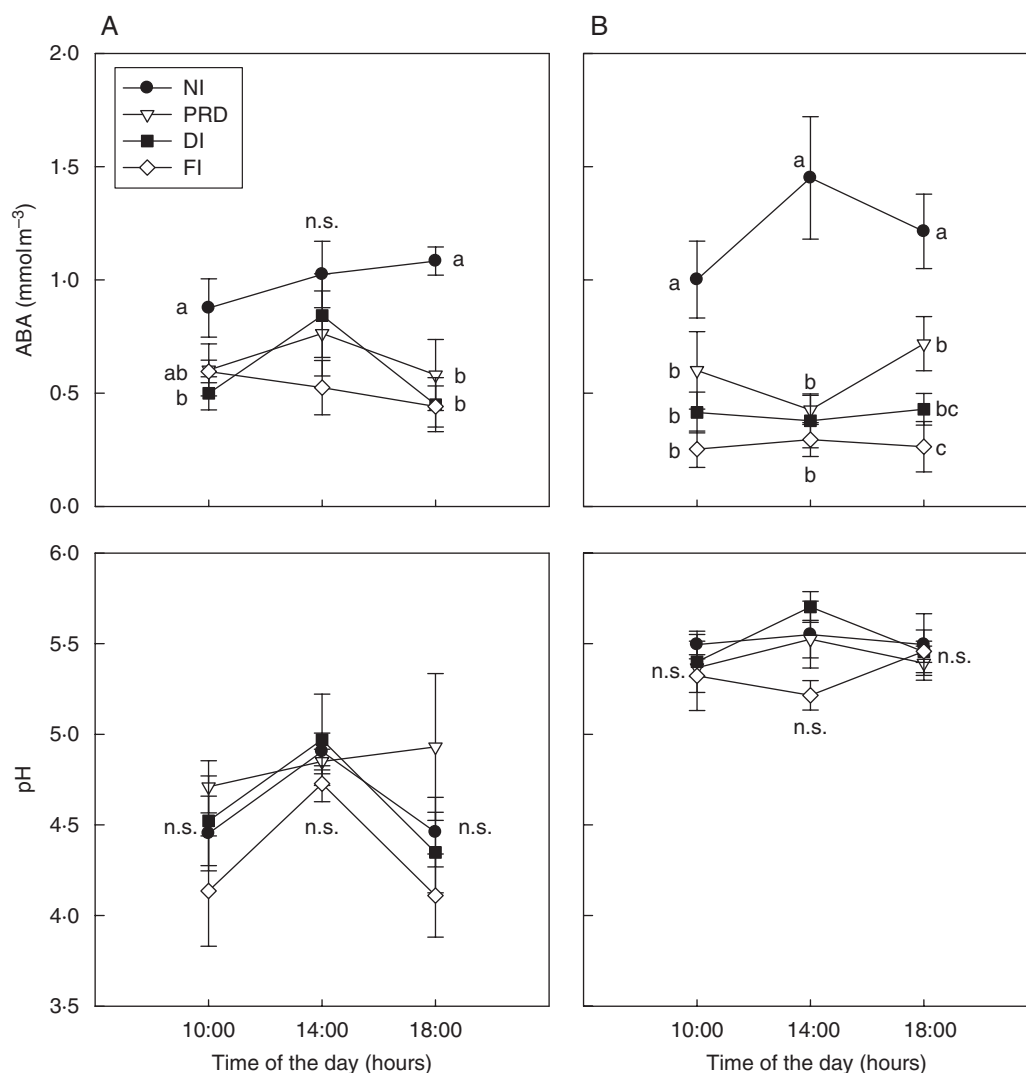 A
B
2·0
1·5
1·0
0·5
0·0
ABA (mmol m−3)
NI
PRD
DI
FI
n.s.
a
a
ab
b
b
b
a
a
a
b
b
b
b
b
b
bc
c
6·0
5·5
5·0
4·5
4·0
3·5
pH
n.s.
n.s.
n.s.
n.s.
n.s.
n.s.
10:00 14:00 18:00
Time of the day (hours)
10:00 14:00 18:00
Time of the day (hours)